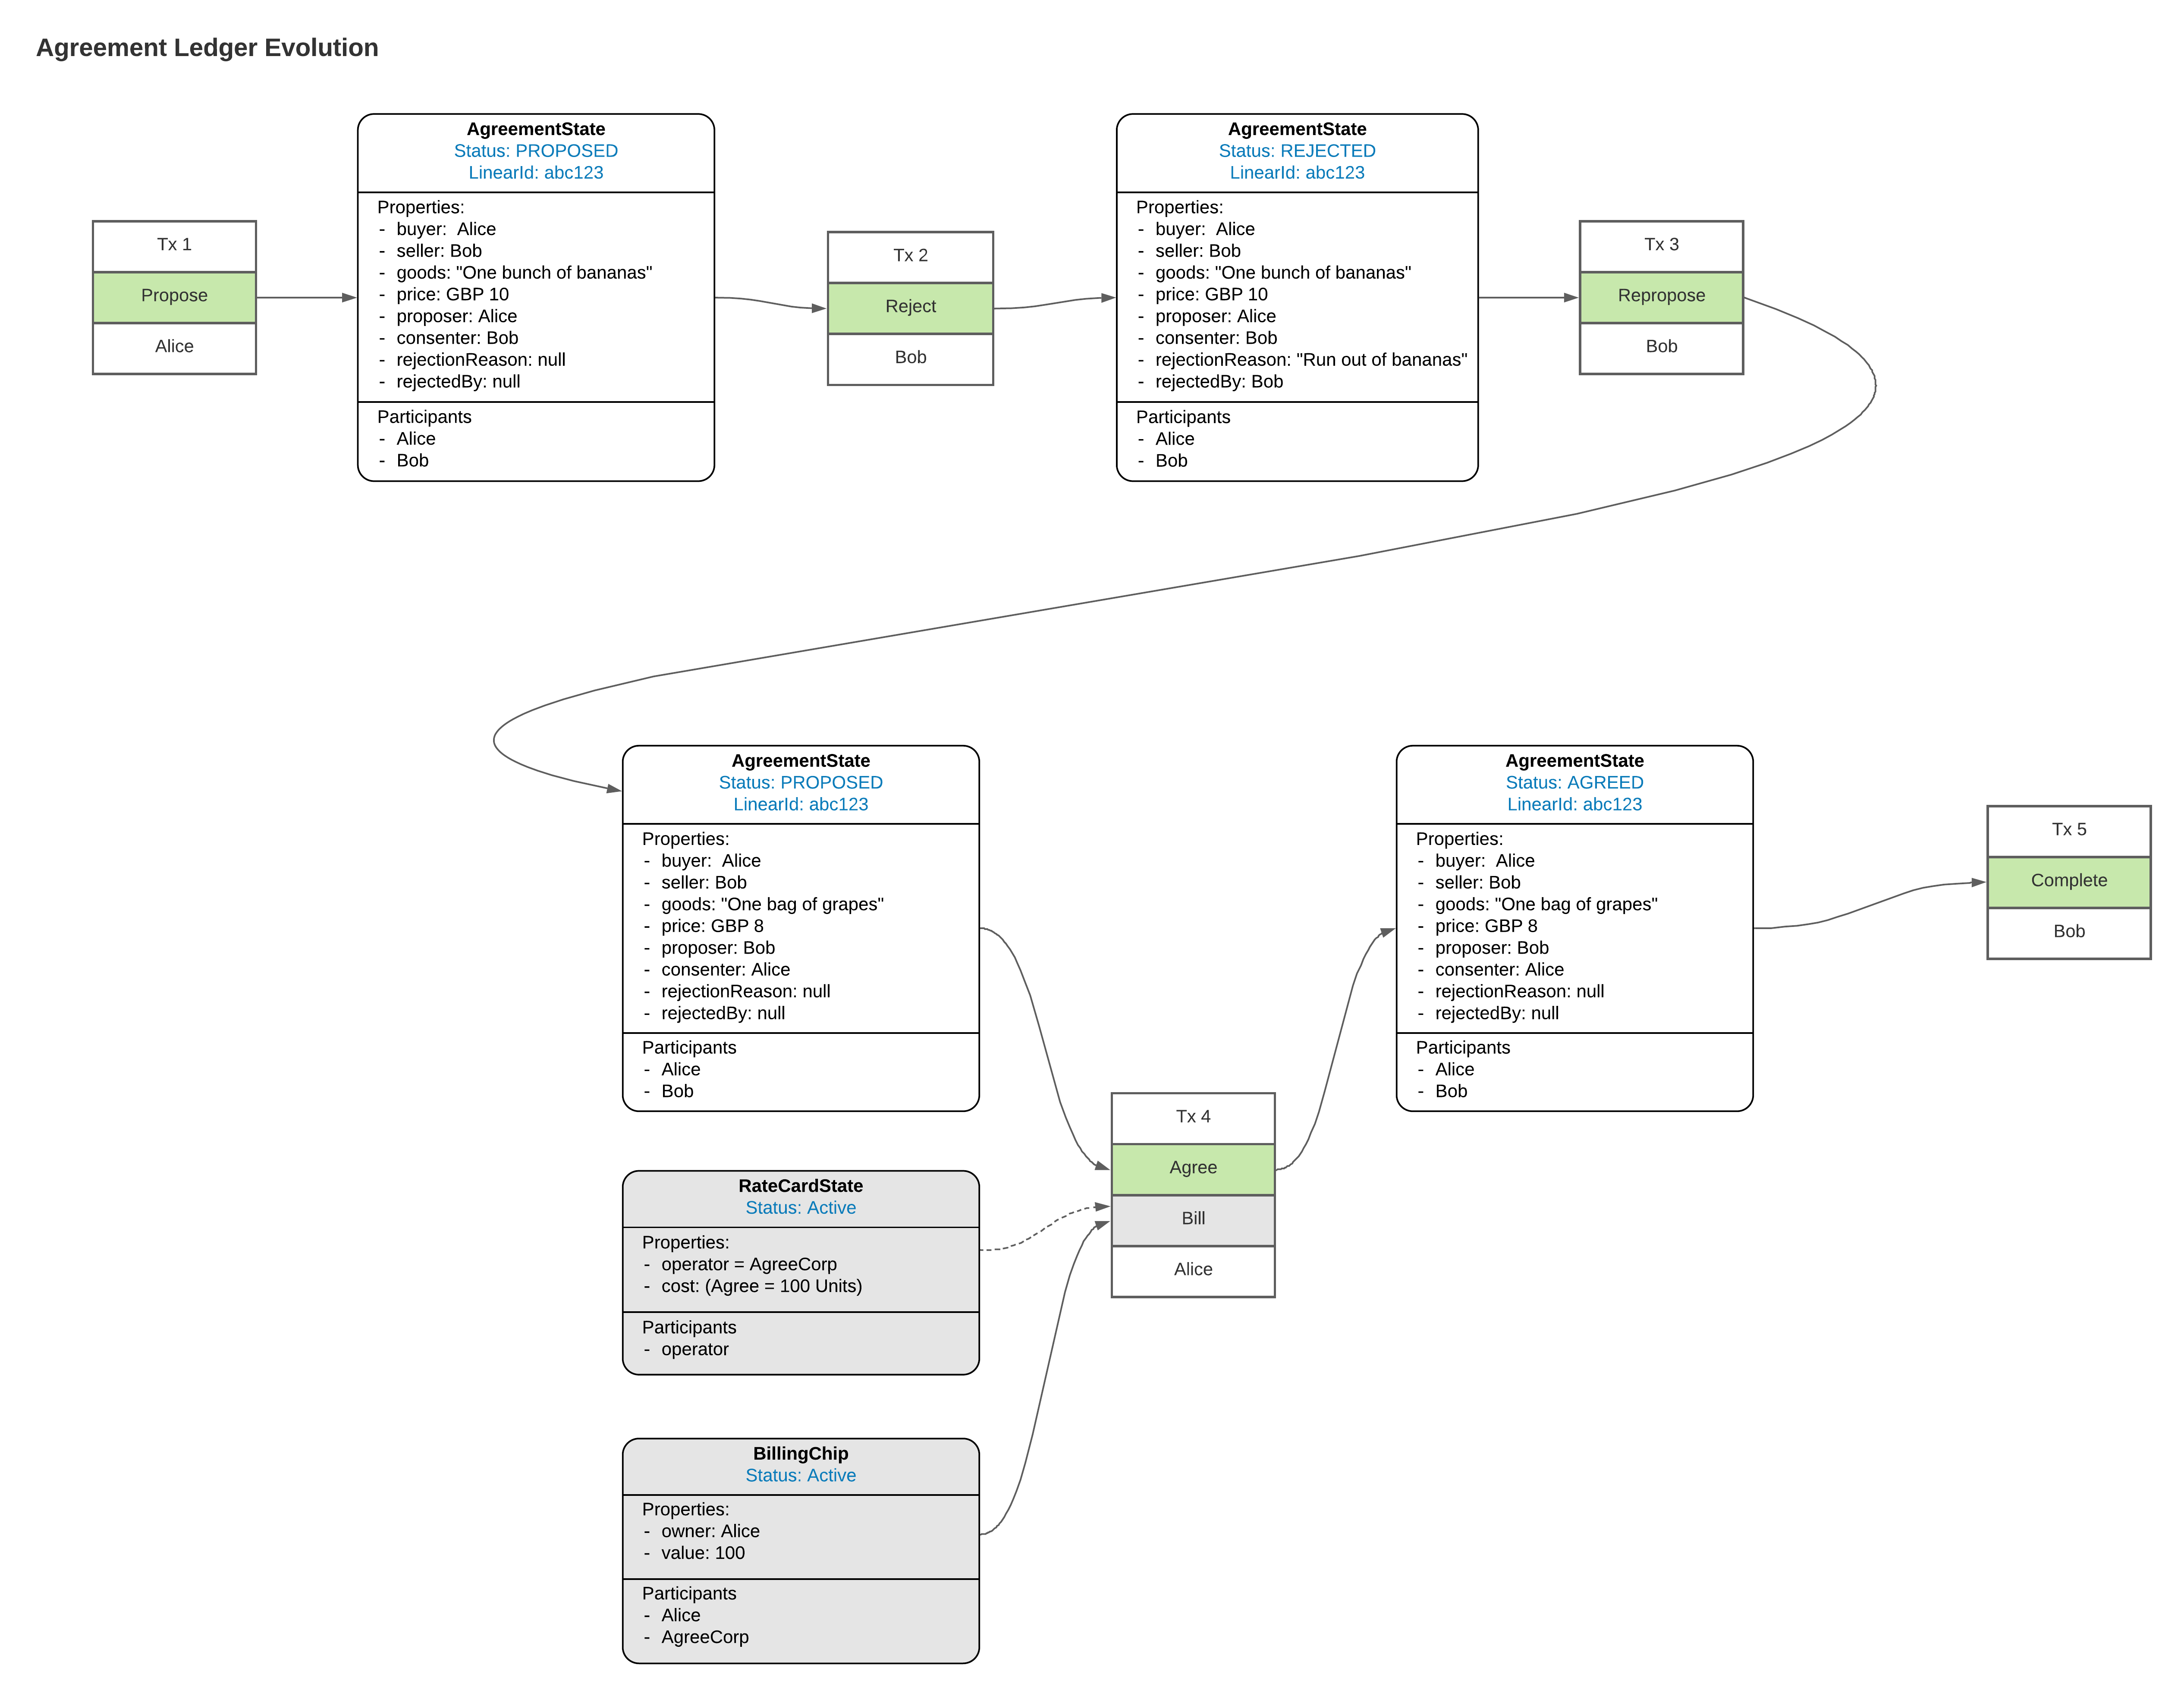 Agreement Ledger Evolution
Tx 1
Propose
Alice
AgreementState
Status: PROPOSED
LinearId: abc123
Properties:
- buyer:  Alice
- seller: Bob
- goods: "One bunch of bananas"
- price: GBP 10
- proposer: Alice
- consenter: Bob
- rejectionReason: null
- rejectedBy: null
Participants
- Alice
- Bob
Tx 2
Reject
Bob
AgreementState
Status: REJECTED
LinearId: abc123
Properties:
- buyer:  Alice
- seller: Bob
- goods: "One bunch of bananas"
- price: GBP 10
- proposer: Alice
- consenter: Bob
- rejectionReason: "Run out of bananas"
- rejectedBy: Bob
Participants
- Alice
- Bob
Tx 3
Repropose
Bob
AgreementState
Status: PROPOSED
LinearId: abc123
Properties:
- buyer:  Alice
- seller: Bob
- goods: "One bag of grapes"
- price: GBP 8
- proposer: Bob
- consenter: Alice
- rejectionReason: null
- rejectedBy: null
Participants
- Alice
- Bob
RateCardState
Status: Active
Properties:
- operator = AgreeCorp
- cost: (Agree = 100 Units)
Participants
- operator
BillingChip
Status: Active
Properties:
- owner: Alice
- value: 100
Participants
- Alice
- AgreeCorp
Tx 4
Agree
Bill
Alice
AgreementState
Status: AGREED
LinearId: abc123
Properties:
- buyer:  Alice
- seller: Bob
- goods: "One bag of grapes"
- price: GBP 8
- proposer: Bob
- consenter: Alice
- rejectionReason: null
- rejectedBy: null
Participants
- Alice
- Bob
Tx 5
Complete
Bob